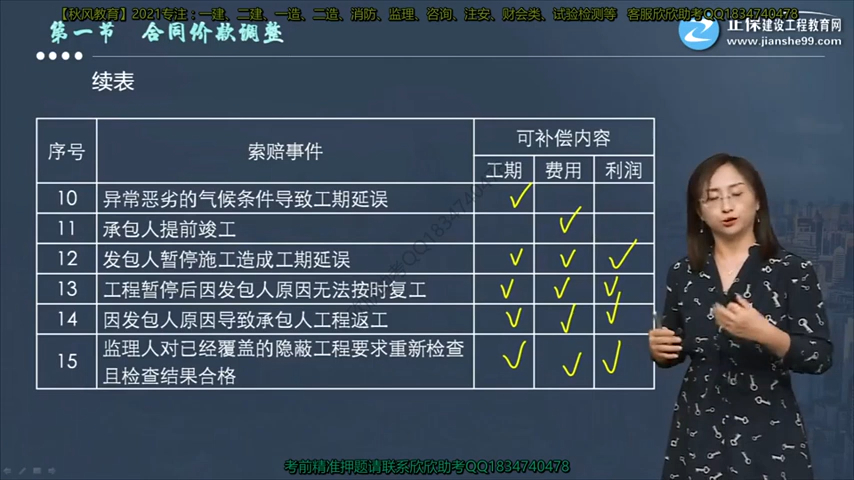 【秋风教育】2021专注：一建、二建、一造、二造、消防、监理、咨询、注安、财会类、试验检测等 客服欣欣助考QQ1834740478
第一节 合同价款调整
正保建设工程教育网
www.jianshe99.com
续表
序号 索赔事件 可补偿内容
工期 费用 利润
10 异常恶劣的气候条件导致工期延误 ✓
11 承包人提前竣工 ✓
12 发包人暂停施工造成工期延误 ✓ ✓ ✓
13 工程暂停后因发包人原因无法按时复工 ✓ ✓ ✓
14 因发包人原因导致承包人工程返工 ✓ ✓ ✓
15 监理人对已经覆盖的隐蔽工程要求重新检查
且检查结果合格 ✓ ✓ ✓
考前精准押题请联系欣欣助考QQ1834740478